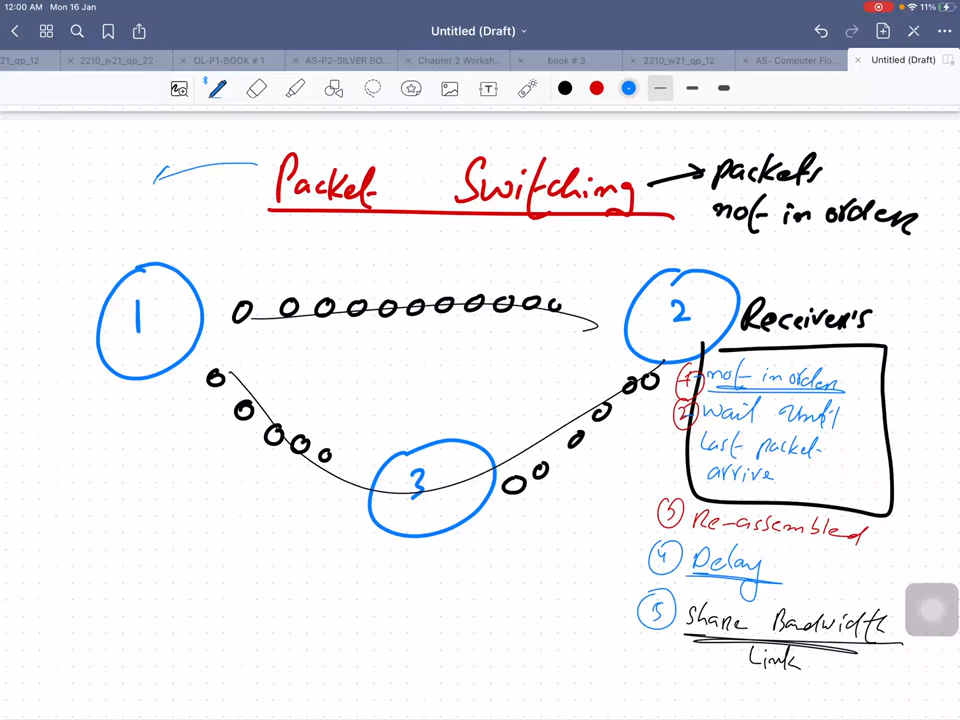 12:00 AM Mon 16 Jan
11%
Untitled (Draft)
21_qp_12
2210_w21_qp_22
OL-P1-BOOK # 1
AS-P2-SILVER BO...
Chapter 2 Worksh...
book # 3
2210_w21_qp_12
AS- Computer Flo...
Untitled (Draft)
Packet Switching → packets
not in order
1
2
3
Receiver's
1 not in order
2 wait until
last packet
arrive
3 Re-assembled
4 Delay
5 Share Bandwidth
Link